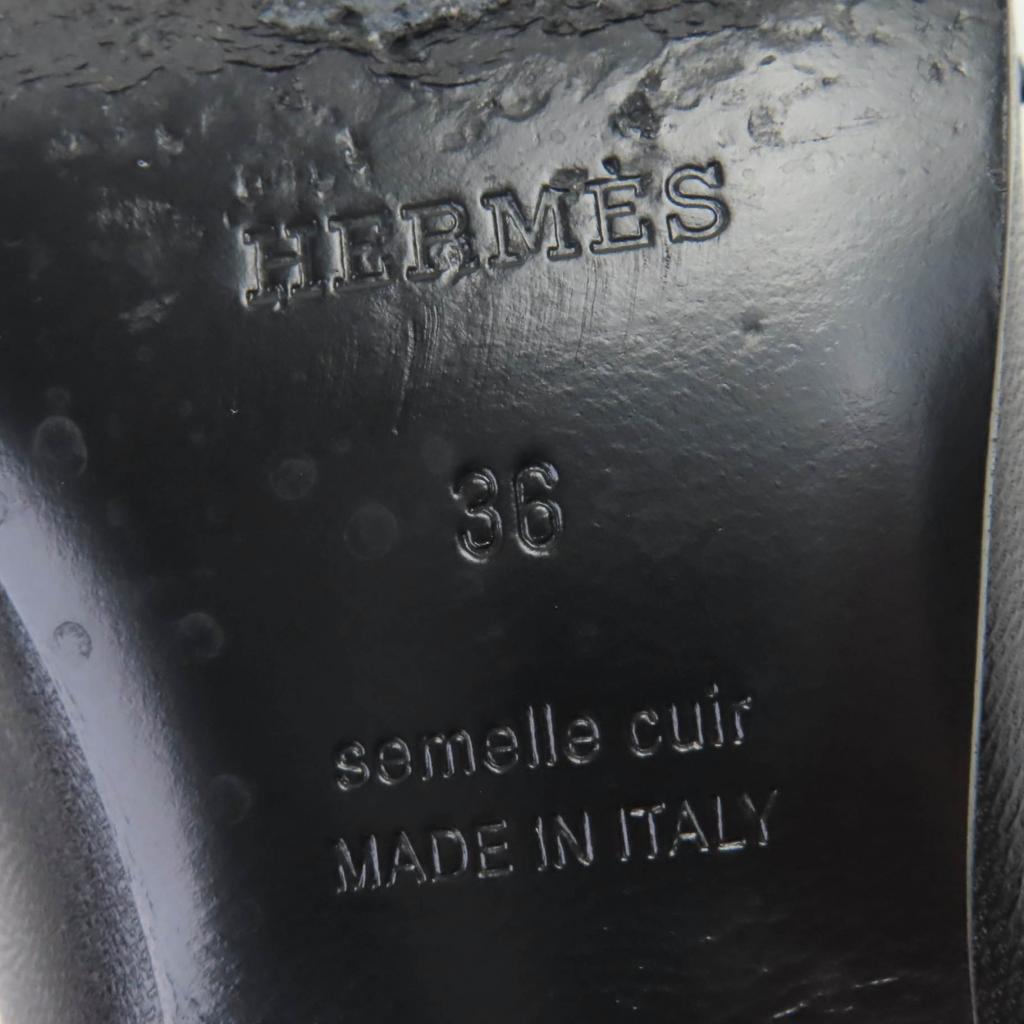 HERMÈS
36
semelle cuir
MADE IN ITALY